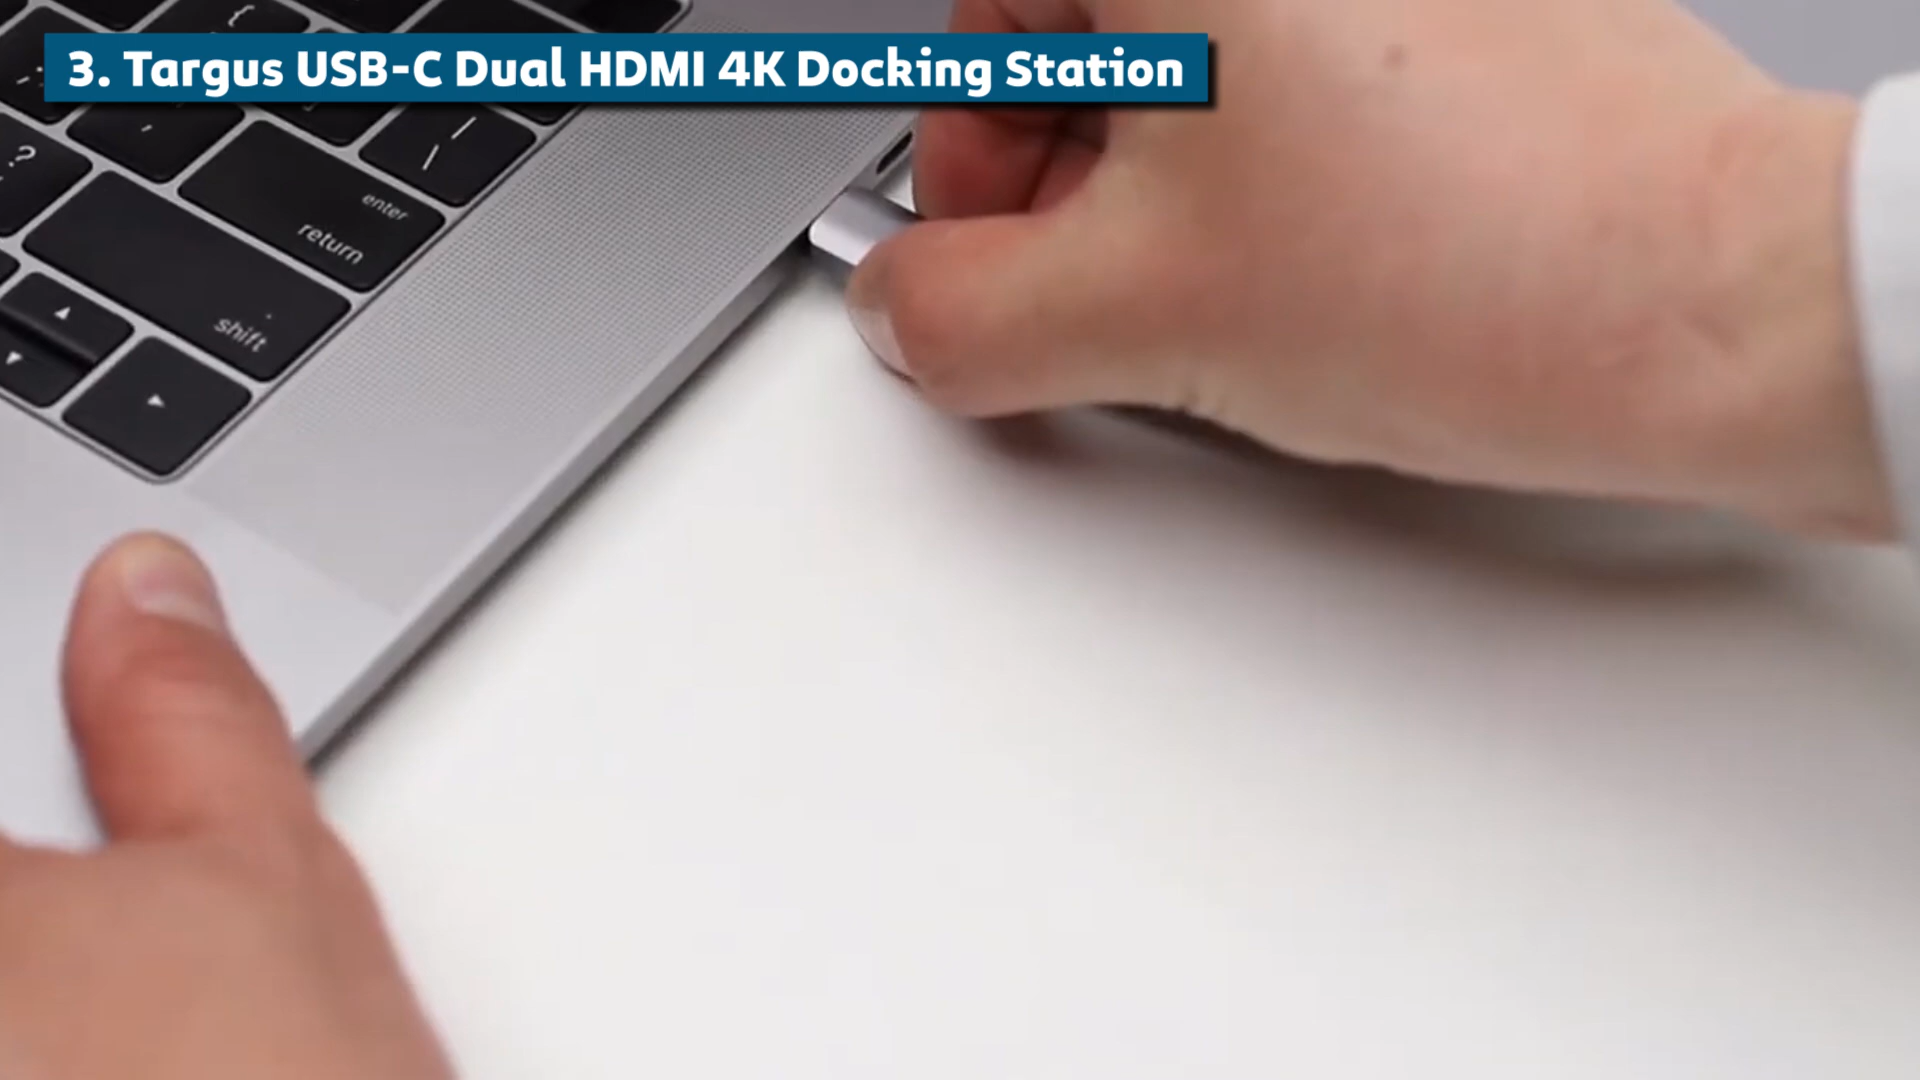 3. Targus USB-C Dual HDMI 4K Docking Station
{
[
;
,
?
|
\
enter
return
shift